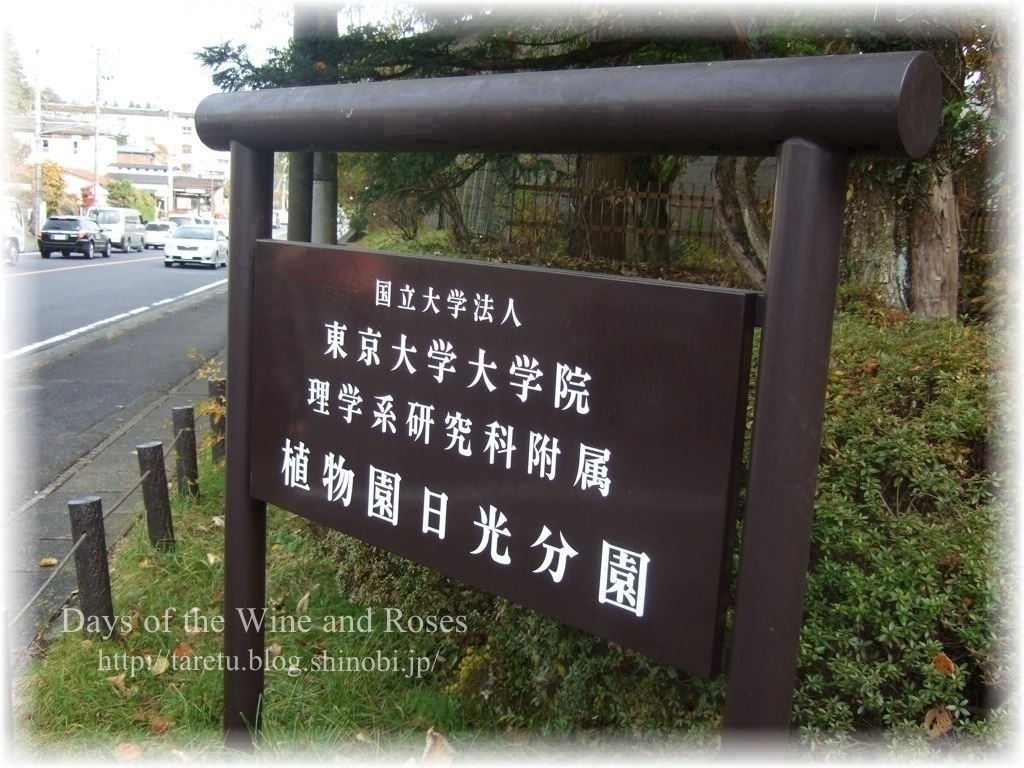 国立大学法人
東京大学大学院
理学系研究科附属
植物園日光分園
Days of the Wine and Roses
http://taretu.blog.shinobi.jp/